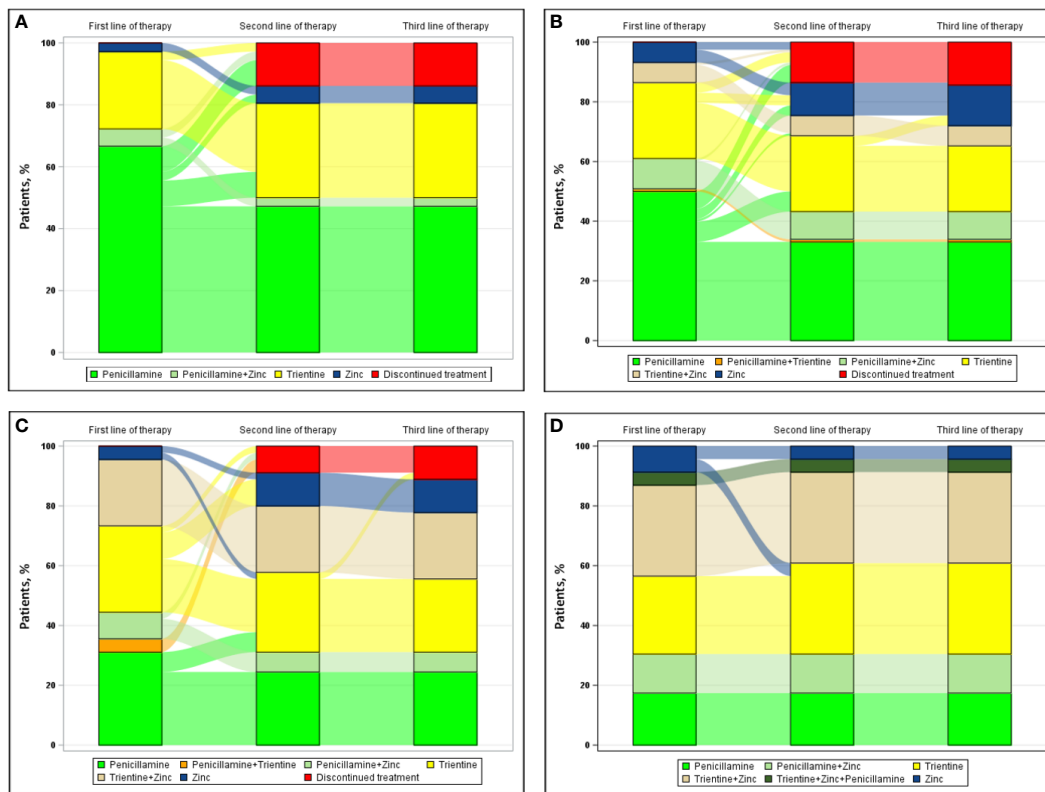 A
First line of therapy Second line of therapy Third line of therapy
100
80
60
40
20
0
Patients, %
Penicillamine Penicillamine+Zinc Trientine Zinc Discontinued treatment
B
First line of therapy Second line of therapy Third line of therapy
100
80
60
40
20
0
Patients, %
Penicillamine Penicillamine+Trientine Penicillamine+Zinc Trientine
Trientine+Zinc Zinc Discontinued treatment
C
First line of therapy Second line of therapy Third line of therapy
100
80
60
40
20
0
Patients, %
Penicillamine Penicillamine+Trientine Penicillamine+Zinc Trientine
Trientine+Zinc Zinc Discontinued treatment
D
First line of therapy Second line of therapy Third line of therapy
100
80
60
40
20
0
Patients, %
Penicillamine Penicillamine+Zinc Trientine
Trientine+Zinc Trientine+Zinc+Penicillamine Zinc